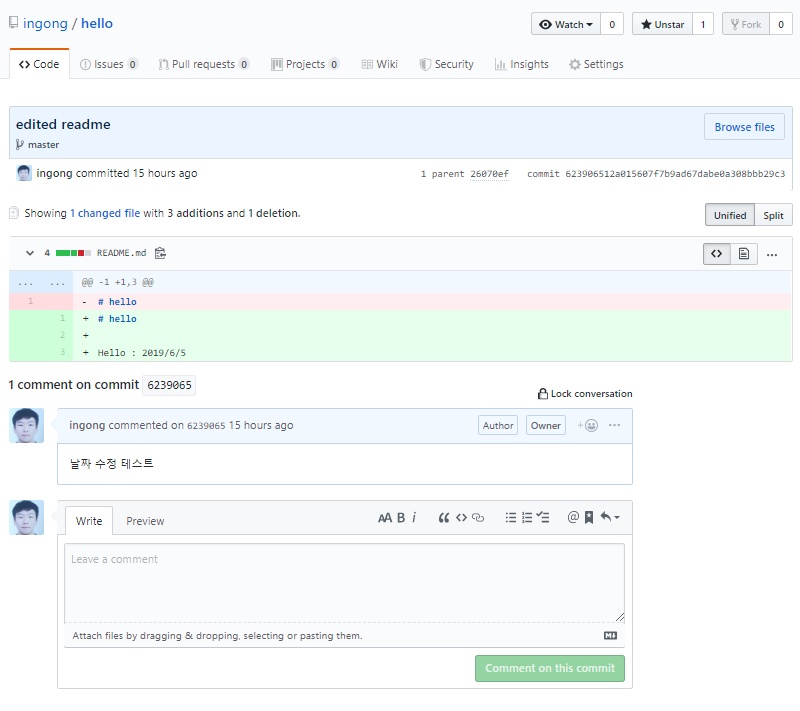 ingong / hello
Watch 0 Unstar 1 Fork 0
Code Issues 0 Pull requests 0 Projects 0 Wiki Security Insights Settings
edited readme
Browse files
master
ingong committed 15 hours ago 1 parent 26070ef commit 623906512a015607f7b9ad67dabe0a308bbb29c3
Showing 1 changed file with 3 additions and 1 deletion.
Unified Split
4 README.md
... ... @@ -1 +1,3 @@
1 - # hello
1 + # hello
2 +
3 + Hello : 2019/6/5
1 comment on commit 6239065
Lock conversation
ingong commented on 6239065 15 hours ago Author Owner
날짜 수정 테스트
Write Preview
Leave a comment
Attach files by dragging & dropping, selecting or pasting them.
Comment on this commit